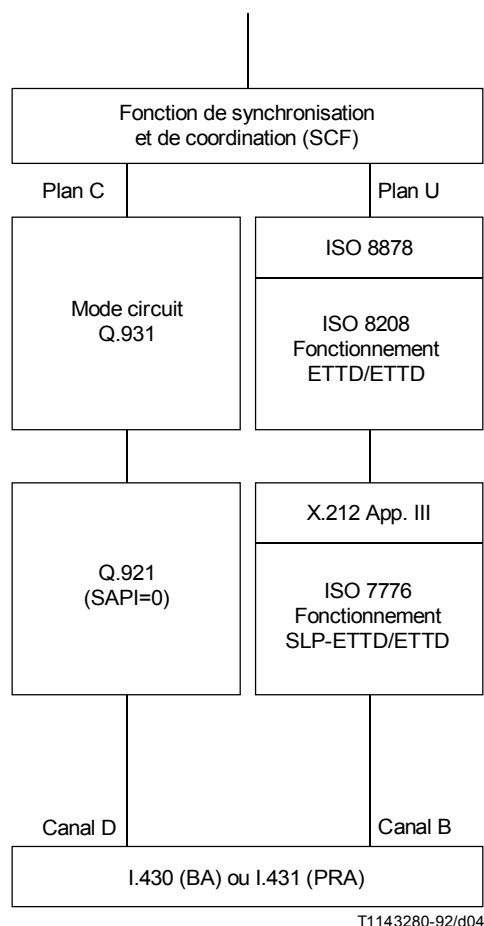 Fonction de synchronisation
et de coordination (SCF)
Plan C
Plan U
Mode circuit
Q.931
ISO 8878
ISO 8208
Fonctionnement
ETTD/ETTD
Q.921
(SAPI=0)
X.212 App. III
ISO 7776
Fonctionnement
SLP-ETTD/ETTD
Canal D
Canal B
I.430 (BA) ou I.431 (PRA)
T1143280-92/d04